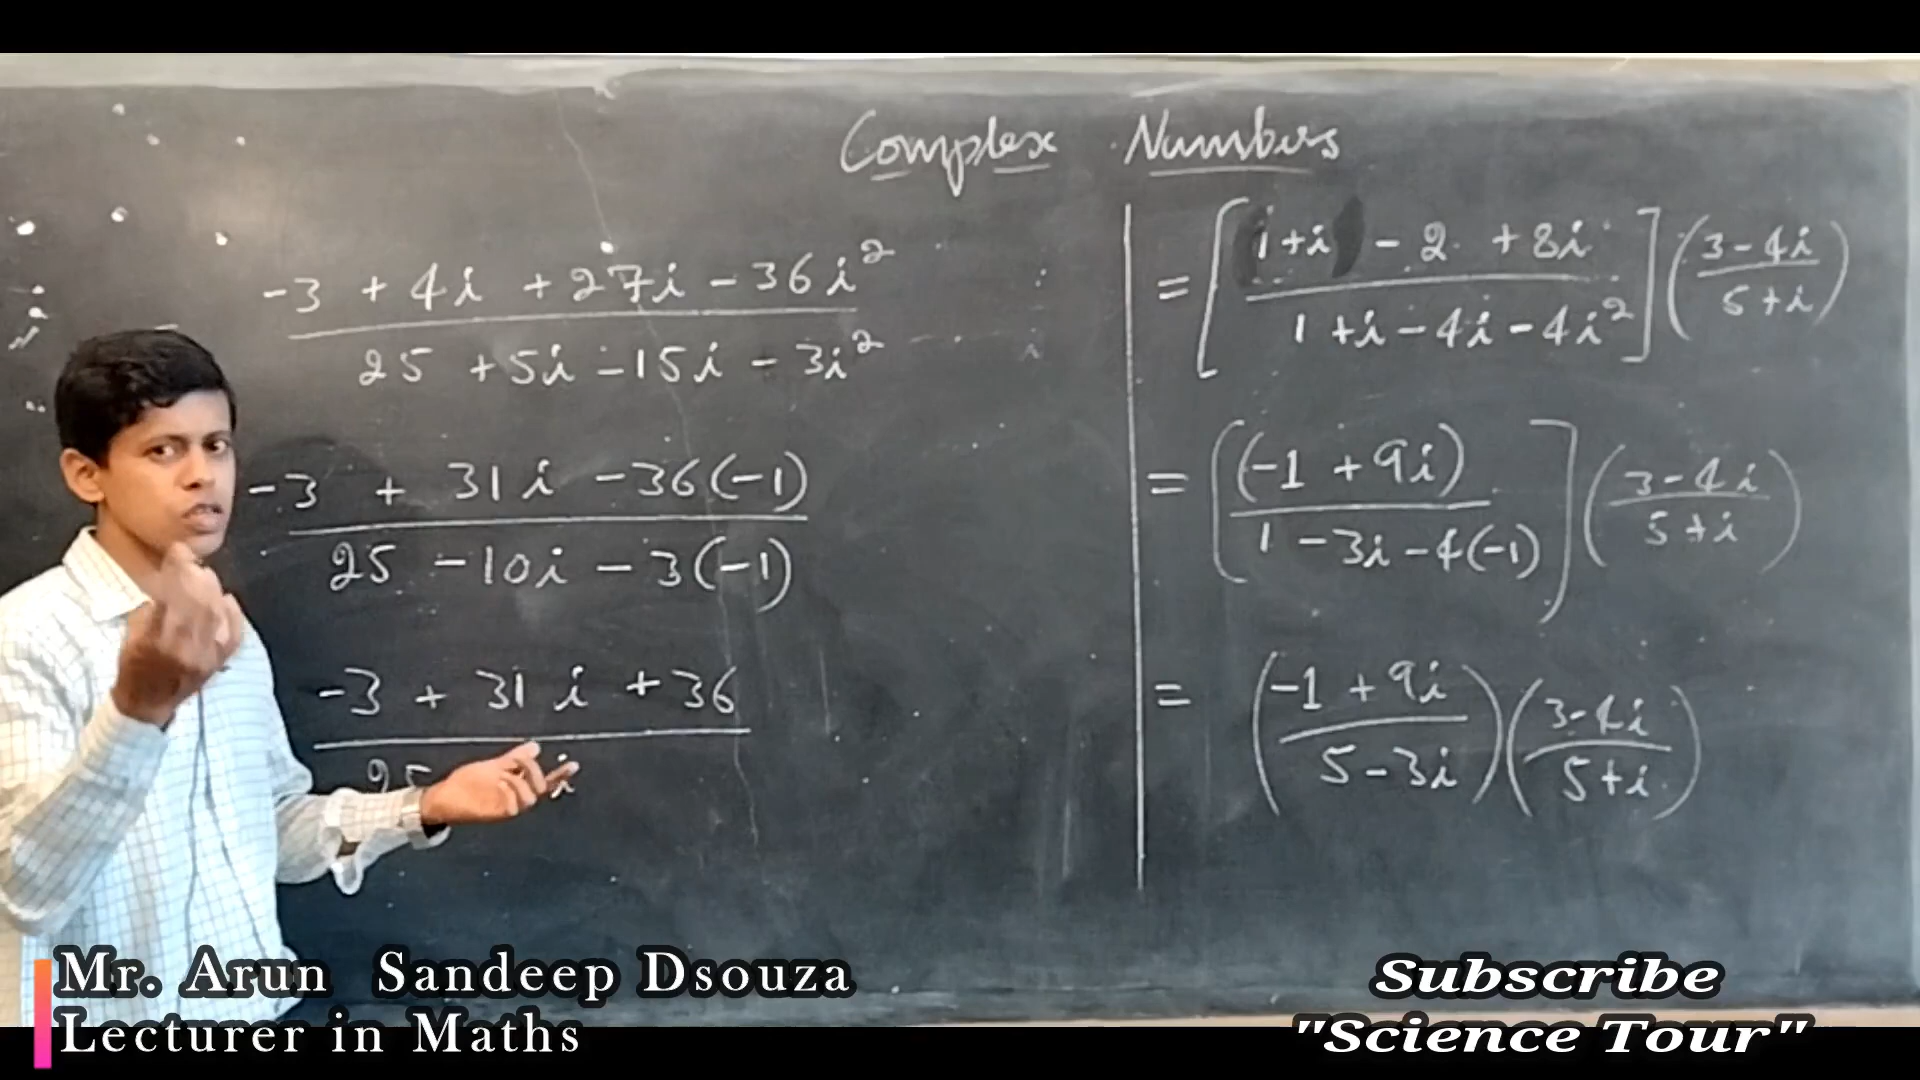 Complex Numbers
-3 + 4i + 27i - 36i²
25 + 5i - 15i - 3i²
-3 + 31i - 36(-1)
25 - 10i - 3(-1)
-3 + 31i + 36
25 i
= [1+i - 2 + 8i / 1+i-4i-4i²] (3-4i / 5+i)
= [(-1 + 9i) / 1-3i-4(-1)] (3-4i / 5+i)
= (-1 + 9i / 5-3i) (3-4i / 5+i)
Mr. Arun Sandeep Dsouza
Lecturer in Maths
Subscribe
"Science Tour"